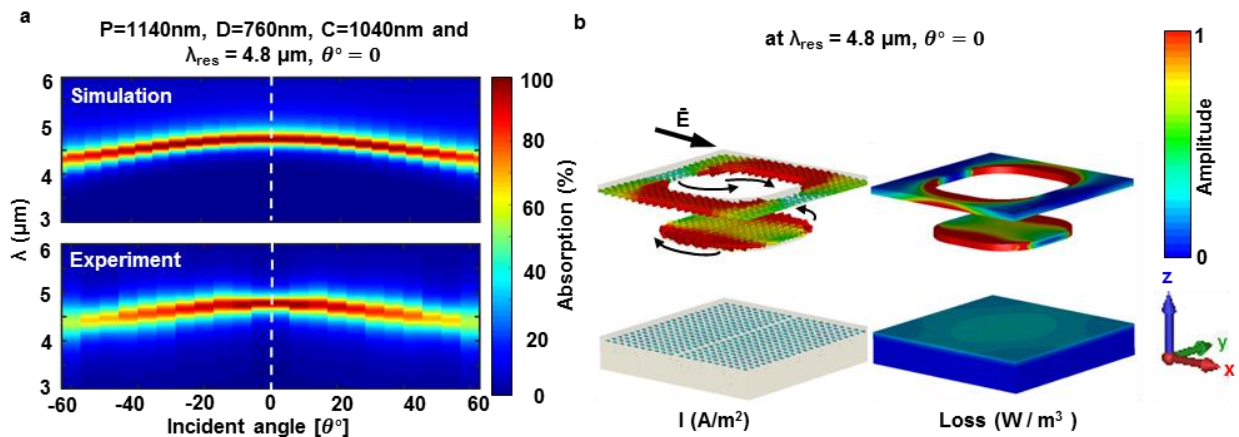 a
P=1140nm, D=760nm, C=1040nm and
λres = 4.8 μm, θ° = 0
6
5
4
3
Simulation
6
5
4
3
Experiment
λ (μm)
-60 -40 -20 0 20 40 60
Incident angle [θ°]
100
80
60
40
20
0
Absorption (%)
b
at λres = 4.8 μm, θ° = 0
Ē
I (A/m²)
Loss (W / m³ )
1
0
Amplitude
z
y
x